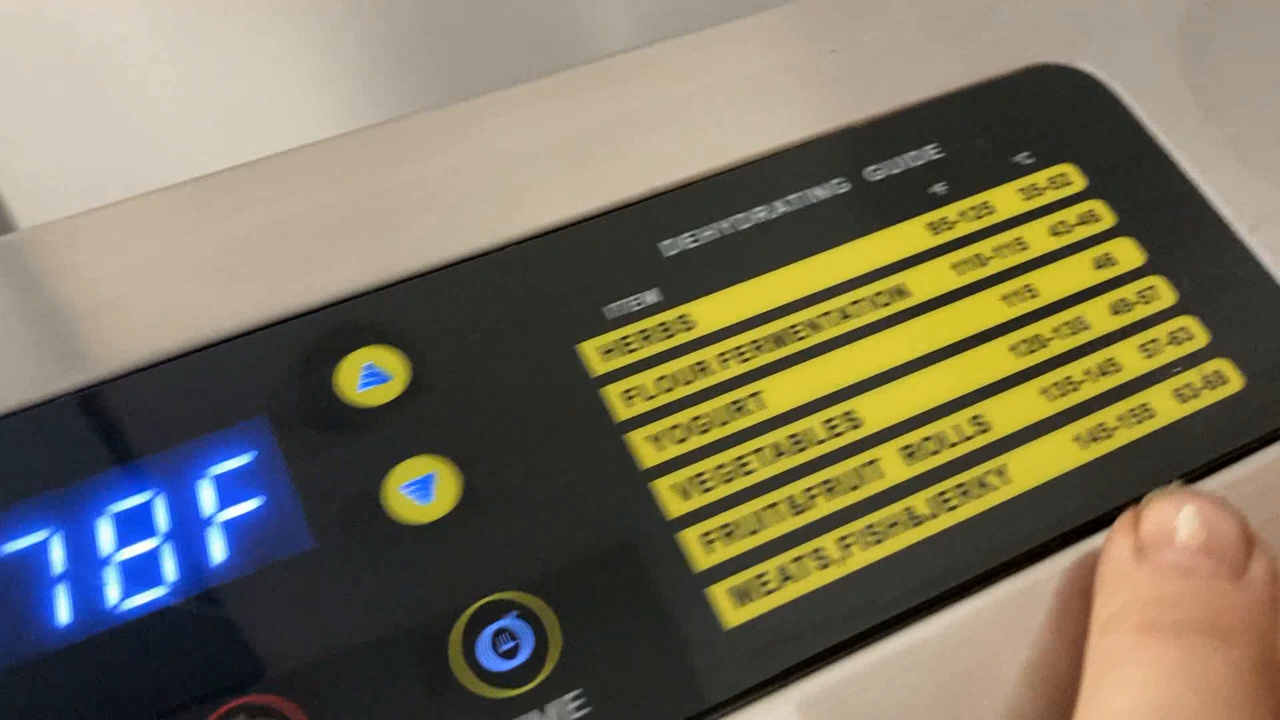 DEHYDRATING GUIDE
ITEM °F °C
HERBS 95-125 35-52
FLOUR FERMENTATION 110-115 43-46
YOGURT 115 46
VEGETABLES 120-135 49-57
FRUIT&FRUIT ROLLS 135-145 57-63
MEATS,FISH&JERKY 145-155 63-68
78F